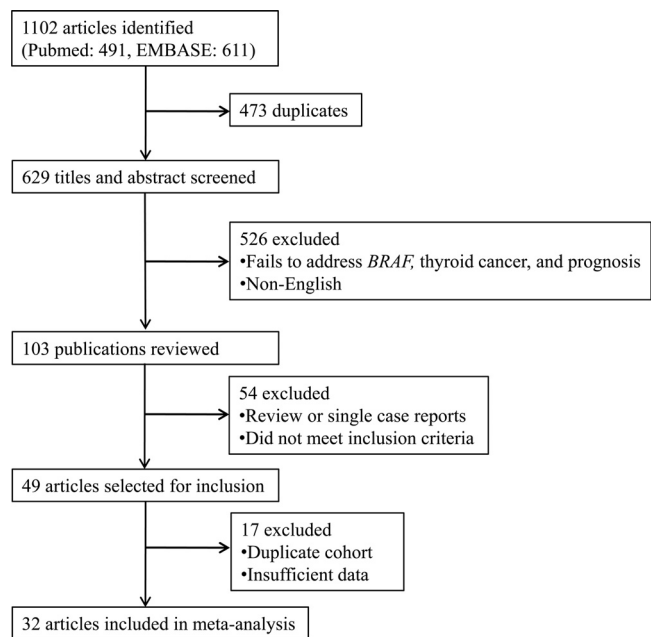 1102 articles identified
(Pubmed: 491, EMBASE: 611)
473 duplicates
629 titles and abstract screened
526 excluded
•Fails to address BRAF, thyroid cancer, and prognosis
•Non-English
103 publications reviewed
54 excluded
•Review or single case reports
•Did not meet inclusion criteria
49 articles selected for inclusion
17 excluded
•Duplicate cohort
•Insufficient data
32 articles included in meta-analysis